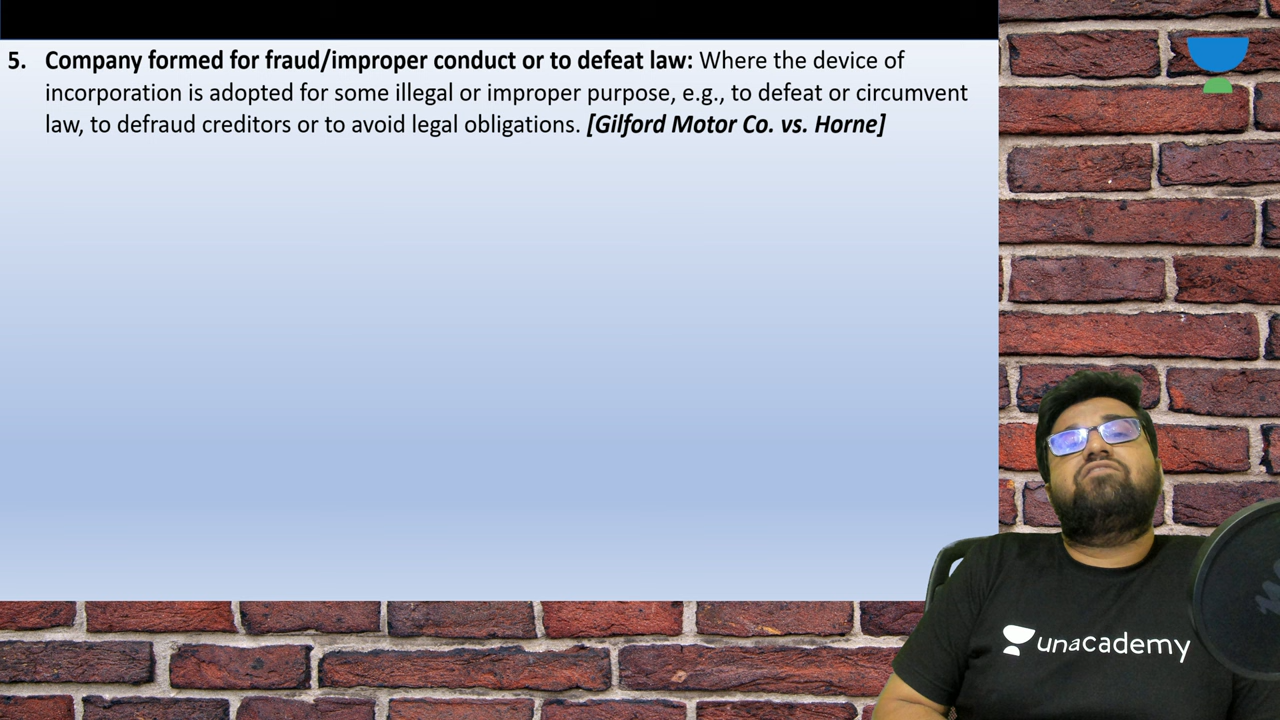 5. Company formed for fraud/improper conduct or to defeat law: Where the device of
incorporation is adopted for some illegal or improper purpose, e.g., to defeat or circumvent
law, to defraud creditors or to avoid legal obligations. [Gilford Motor Co. vs. Horne]
unacademy